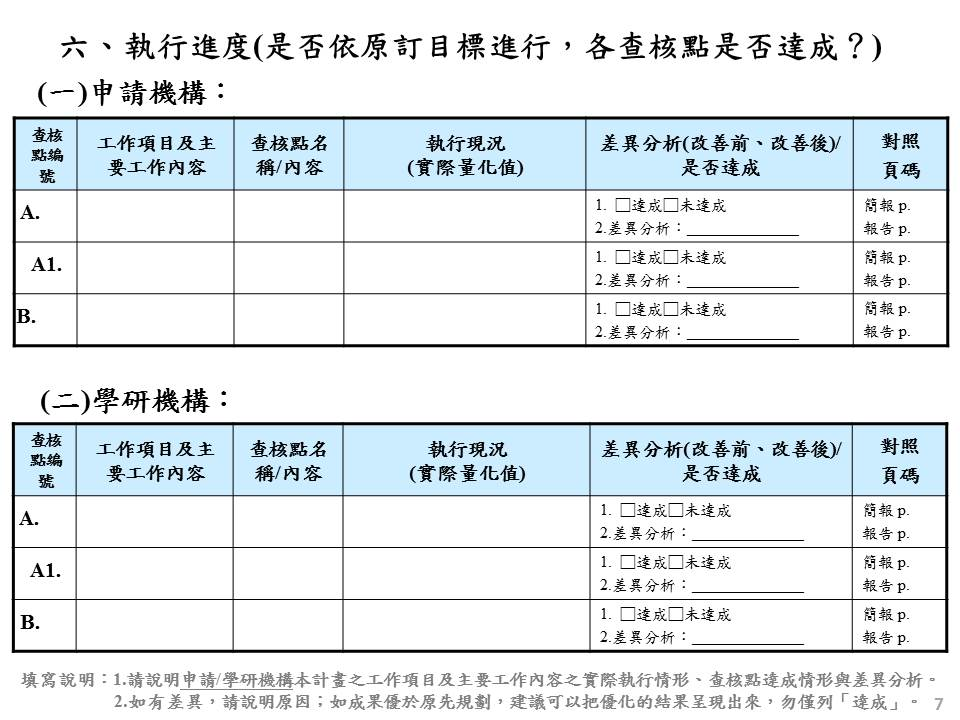 六、執行進度(是否依原訂目標進行，各查核點是否達成？)
(一)申請機構：
查核點編號 工作項目及主要工作內容 查核點名稱/內容 執行現況(實際量化值) 差異分析(改善前、改善後)/是否達成 對照頁碼
A. 1. □達成□未達成 簡報 p.
2.差異分析：______________ 報告 p.
A1. 1. □達成□未達成 簡報 p.
2.差異分析：______________ 報告 p.
B. 1. □達成□未達成 簡報 p.
2.差異分析：______________ 報告 p.
(二)學研機構：
查核點編號 工作項目及主要工作內容 查核點名稱/內容 執行現況(實際量化值) 差異分析(改善前、改善後)/是否達成 對照頁碼
A. 1. □達成□未達成 簡報 p.
2.差異分析：______________ 報告 p.
A1. 1. □達成□未達成 簡報 p.
2.差異分析：______________ 報告 p.
B. 1. □達成□未達成 簡報 p.
2.差異分析：______________ 報告 p.
填寫說明：1.請說明申請/學研機構本計畫之工作項目及主要工作內容之實際執行情形、查核點達成情形與差異分析。
2.如有差異，請說明原因；如成果優於原先規劃，建議可以把優化的結果呈現出來，勿僅列「達成」。
7